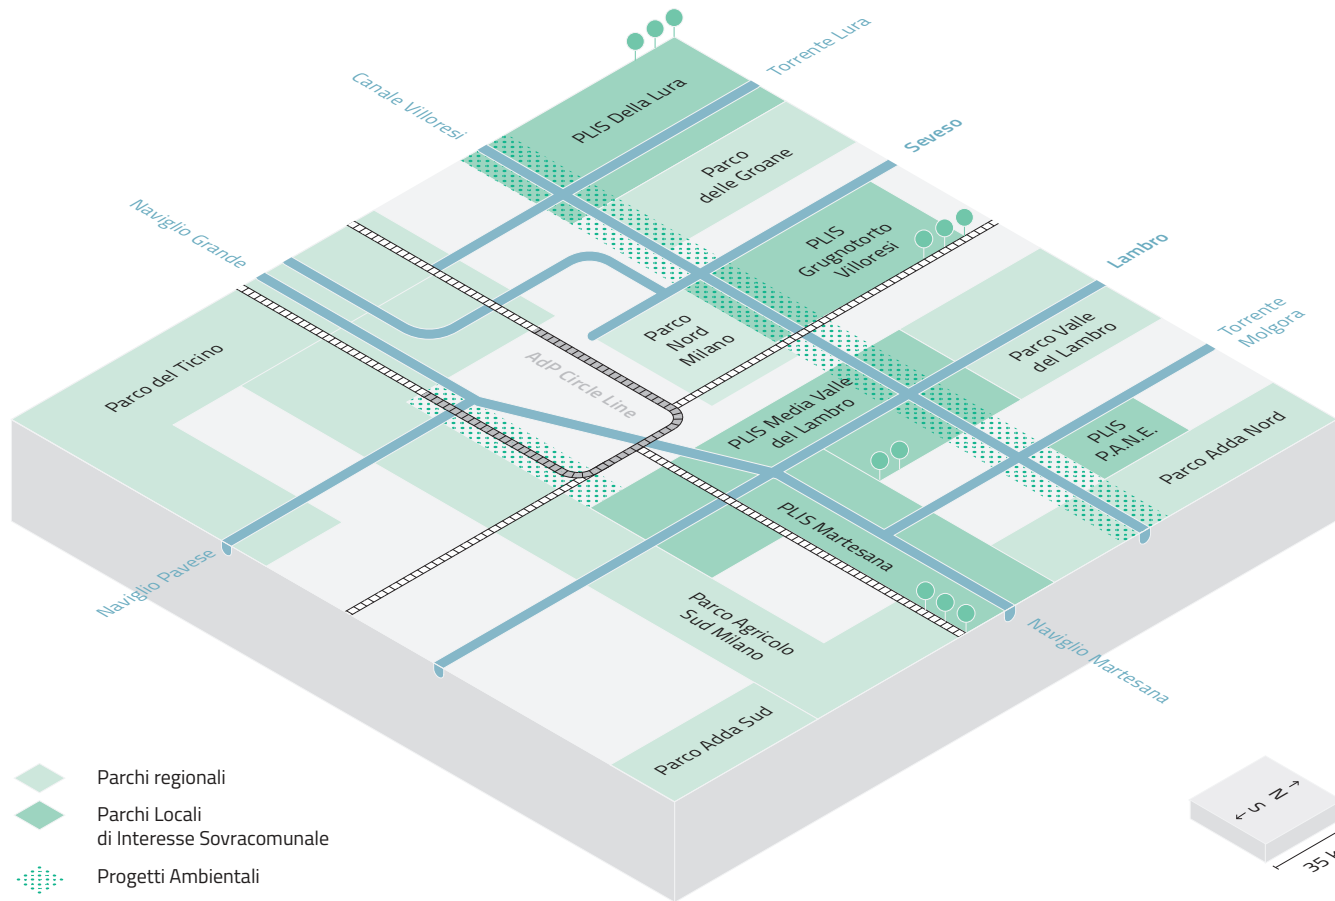 Torrente Lura
Canale Villoresi
PLIS Della Lura
Seveso
Parco
delle Groane
Naviglio Grande
PLIS
Grugnotorto
Villoresi
Lambro
Torrente
Molgora
Parco
Nord
Milano
Parco Valle
del Lambro
Parco del Ticino
AdP Circle Line
PLIS Media Valle
del Lambro
PLIS
P.A.N.E.
Parco Adda Nord
PLIS Martesana
Naviglio Pavese
Parco Agricolo
Sud Milano
Naviglio Martesana
Parco Adda Sud
Parchi regionali
Parchi Locali
di Interesse Sovracomunale
Progetti Ambientali
S N
35